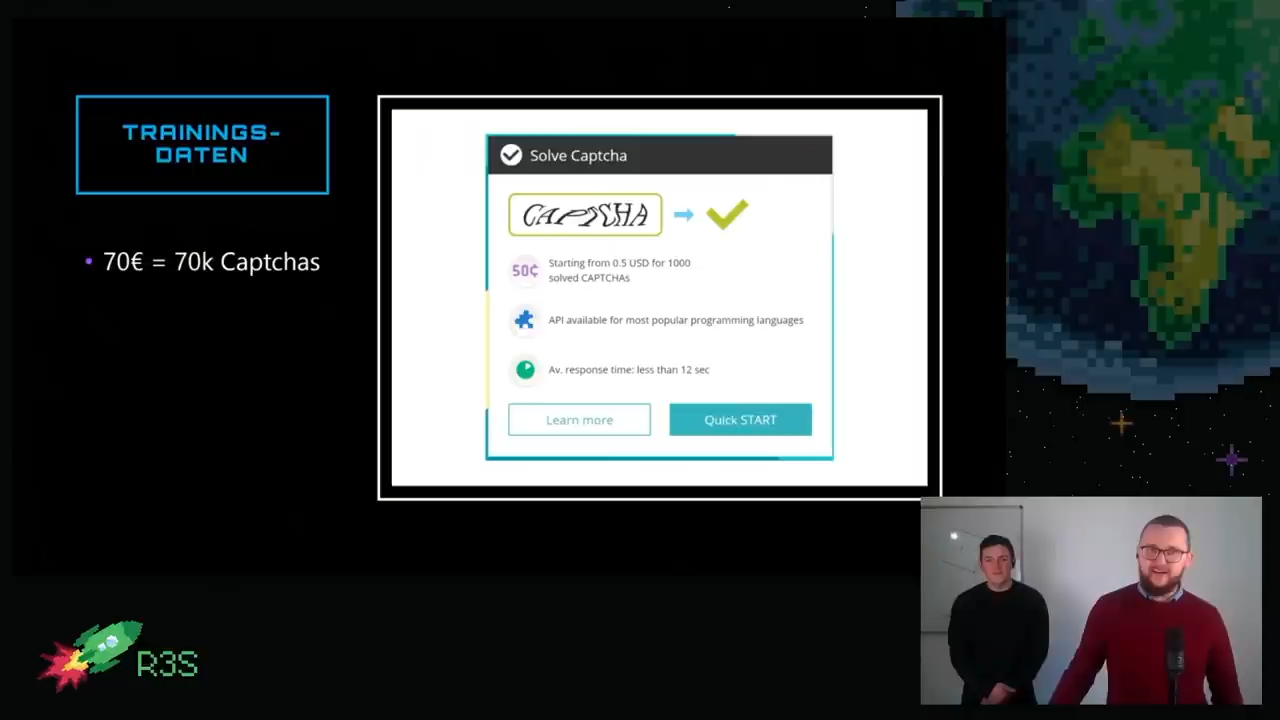 TRAININGS-
DATEN
• 70€ = 70k Captchas
Solve Captcha
CAPTCHA
50¢
Starting from 0.5 USD for 1000
solved CAPTCHAs
API available for most popular programming languages
Av. response time: less than 12 sec
Learn more
Quick START
R3S